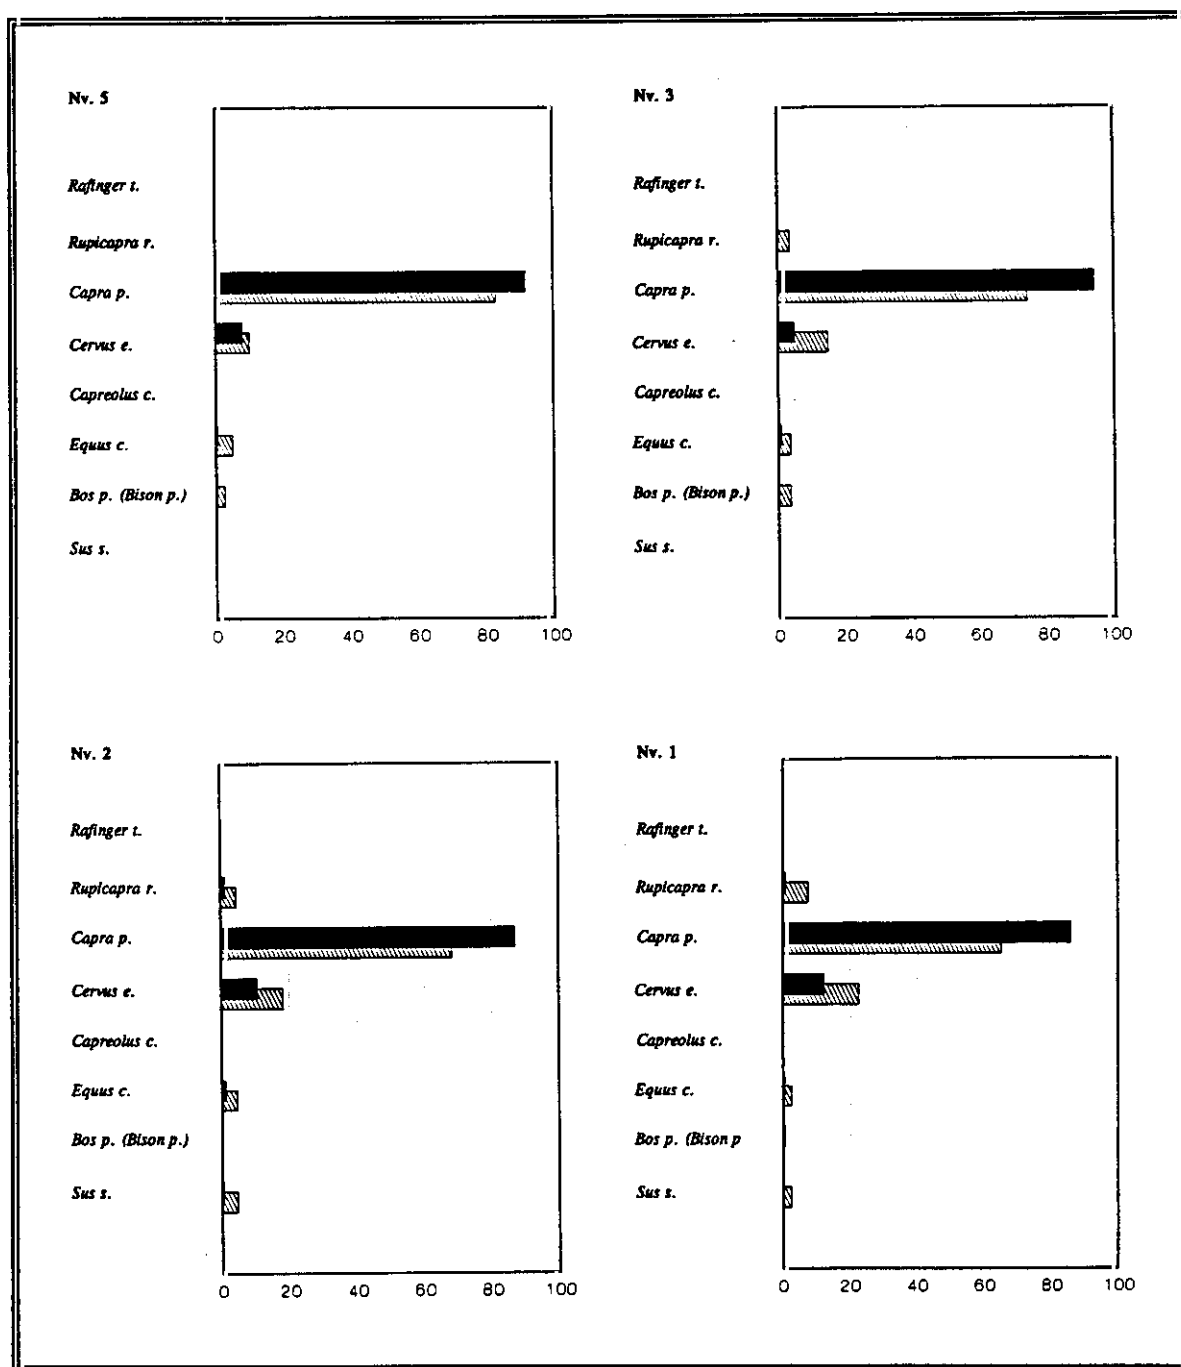 Nv. 5
Rafinger t.
Rupicapra r.
Capra p.
Cervus e.
Capreolus c.
Equus c.
Bos p. (Bison p.)
Sus s.
0 20 40 60 80 100
Nv. 3
Rafinger t.
Rupicapra r.
Capra p.
Cervus e.
Capreolus c.
Equus c.
Bos p. (Bison p.)
Sus s.
0 20 40 60 80 100
Nv. 2
Rafinger t.
Rupicapra r.
Capra p.
Cervus e.
Capreolus c.
Equus c.
Bos p. (Bison p.)
Sus s.
0 20 40 60 80 100
Nv. 1
Rafinger t.
Rupicapra r.
Capra p.
Cervus e.
Capreolus c.
Equus c.
Bos p. (Bison p
Sus s.
0 20 40 60 80 100